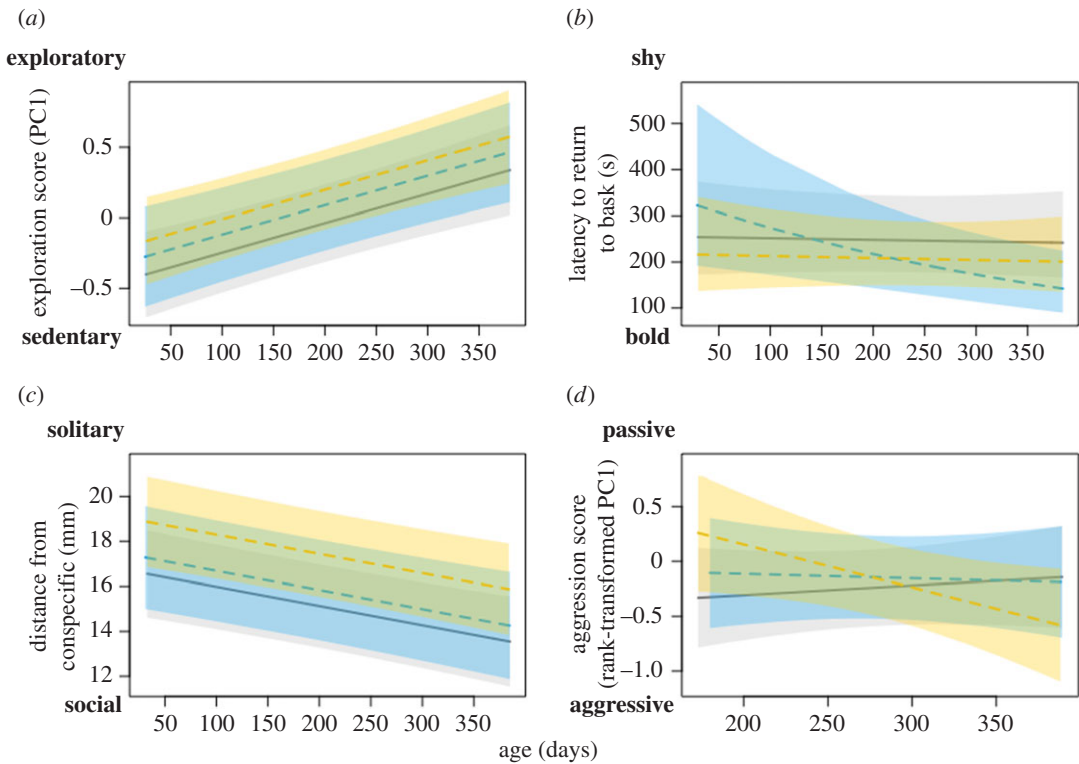 (a)
exploratory
exploration score (PC1)
0.5
0
–0.5
sedentary
50 100 150 200 250 300 350
(b)
shy
latency to return
to bask (s)
500
400
300
200
100
bold
50 100 150 200 250 300 350
(c)
solitary
distance from
conspecific (mm)
20
18
16
14
12
social
50 100 150 200 250 300 350
(d)
passive
aggression score
(rank-transformed PC1)
0.5
0
–0.5
–1.0
aggressive
200 250 300 350
age (days)